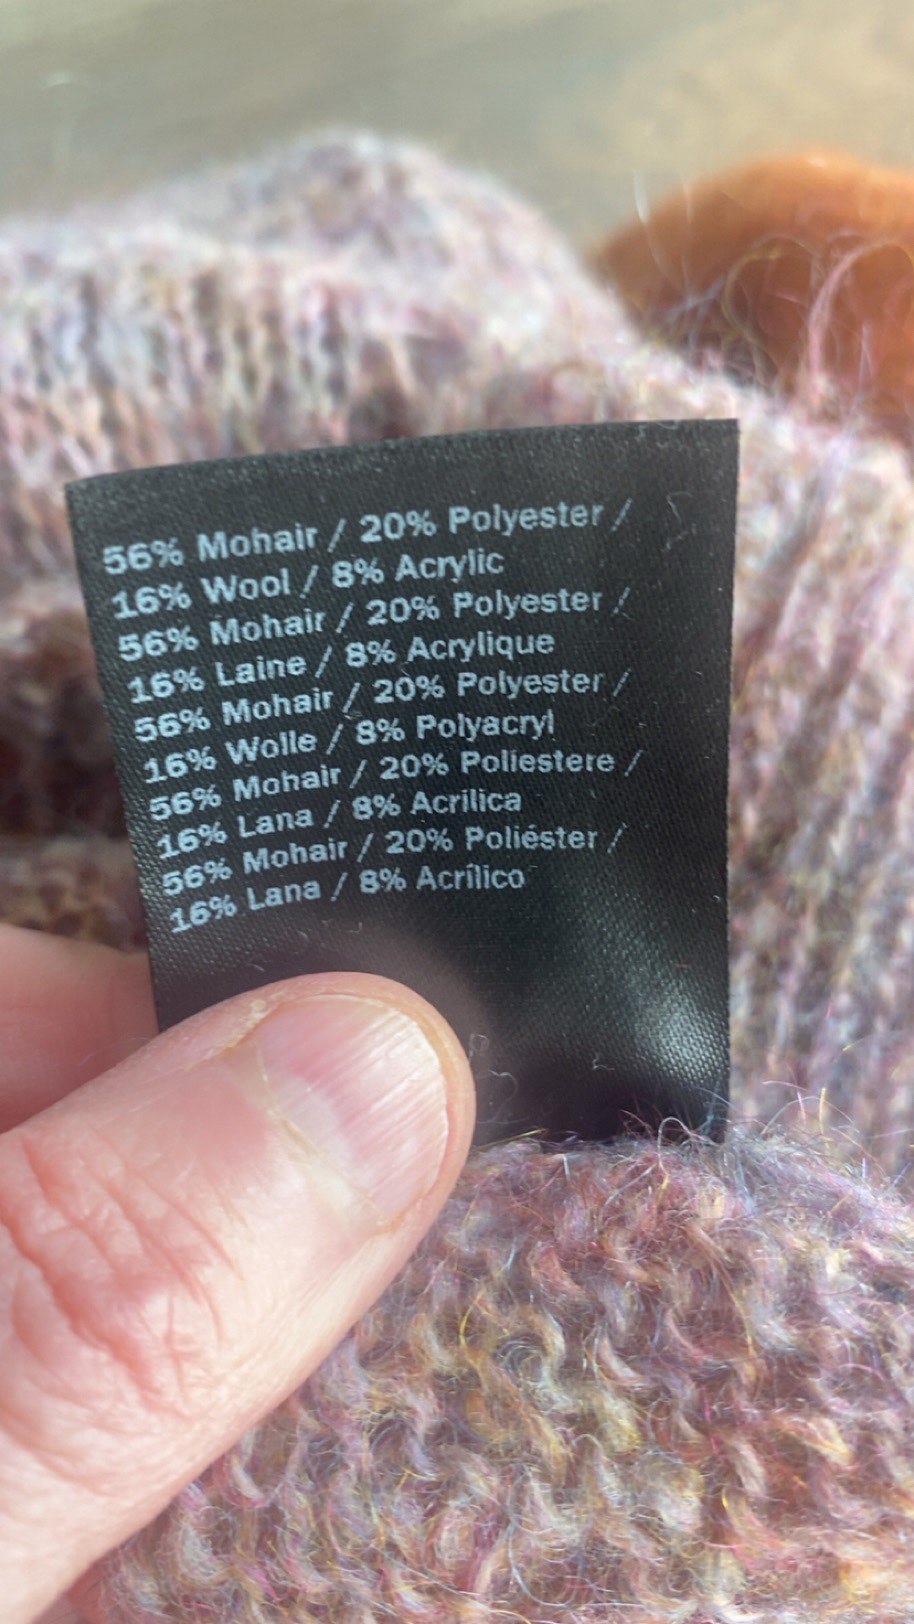 56% Mohair / 20% Polyester /
16% Wool / 8% Acrylic
56% Mohair / 20% Polyester /
16% Laine / 8% Acrylique
56% Mohair / 20% Polyester /
16% Wolle / 8% Polyacryl
56% Mohair / 20% Poliestere /
16% Lana / 8% Acrilica
56% Mohair / 20% Poliéster /
16% Lana / 8% Acrílico